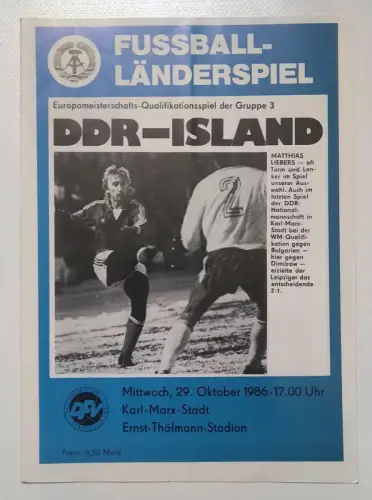 FUSSBALL-
LÄNDERSPIEL
Europameisterschafts-Qualifikationsspiel der Gruppe 3
DDR—ISLAND
MATTHIAS
LIEBERS — oft
Turm und Len-
ker im Spiel
unserer Aus-
wahl. Auch im
letzten Spiel
der DDR-
National-
mannschaft in
Karl-Marx-
Stadt bei der
WM-Qualifi-
kation gegen
Bulgarien —
hier gegen
Dimitrow —
erzielte der
Leipziger das
entscheidende
2:1.
2
DFV
Mittwoch, 29. Oktober 1986-17.00 Uhr
Karl-Marx-Stadt
Ernst-Thälmann-Stadion
Preis: 0,50 Mark